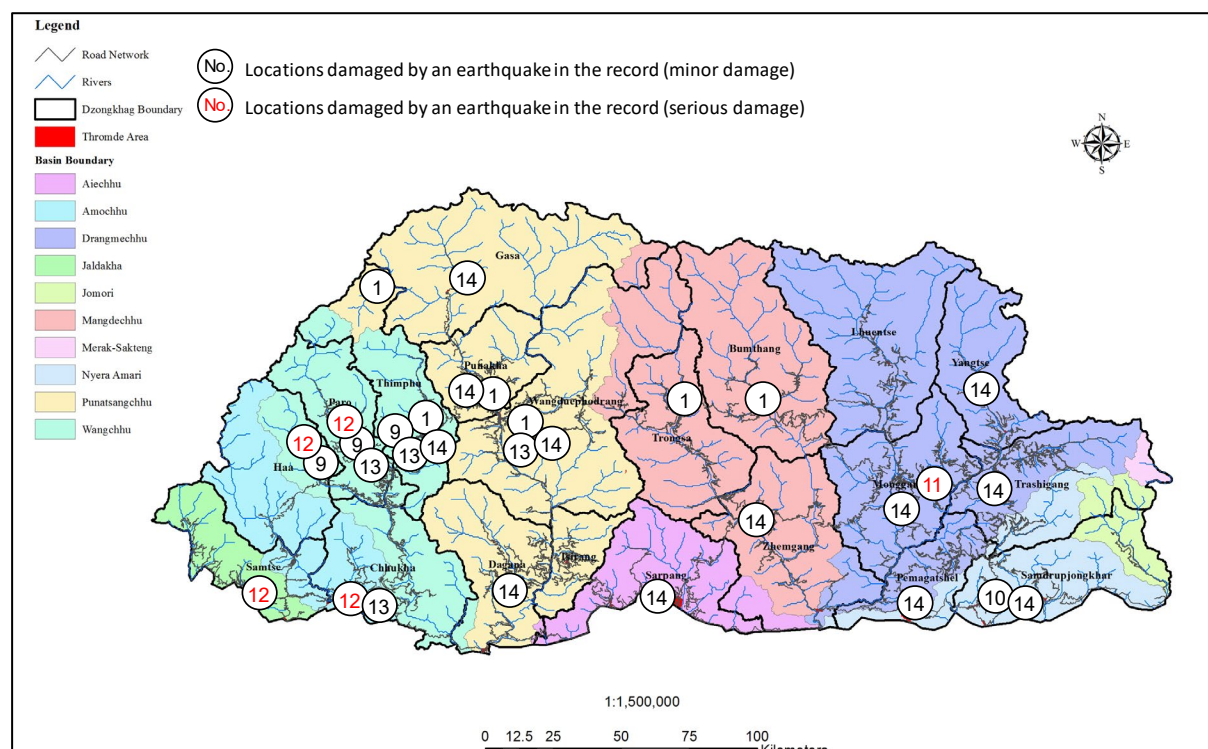 Legend
Road Network
Rivers
Dzongkhag Boundary
Thromde Area
Basin Boundary
Aiechhu
Amochhu
Drangmechhu
Jaldakha
Jomori
Mangdechhu
Merak-Sakteng
Nyera Amari
Punatsangchhu
Wangchhu
No. Locations damaged by an earthquake in the record (minor damage)
No. Locations damaged by an earthquake in the record (serious damage)
N
W E
S
Gasa
1
14
Lhuentse
Bumthang
Yangtse
Punakha
Thimphu
14
1
14
Paro
Wangduephodrang
1
1
12
9
1
1
12
9
13
14
13
14
Trongsa
9
13
Haa
Monggar
11
14
Trashigang
14
14
Zhemgang
Samtse
Chhukha
Dagana
Tsirang
Sarpang
Pemagatshel
Samdrupjongkhar
12
12
13
14
14
14
10
14
1:1,500,000
0 12.5 25 50 75 100
Kilometers